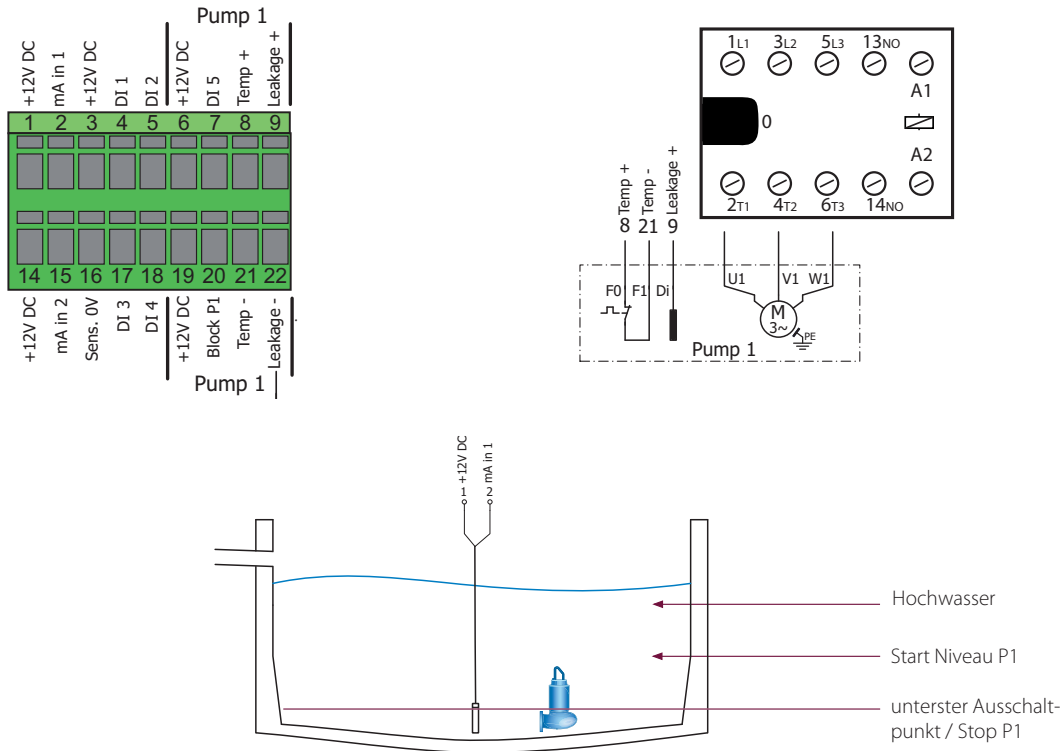 Pump 1
+12V DC
mA in 1
+12V DC
DI 1
DI 2
+12V DC
DI 5
Temp +
Leakage +
1 2 3 4 5 6 7 8 9
14 15 16 17 18 19 20 21 22
+12V DC
mA in 2
Sens. 0V
DI 3
DI 4
+12V DC
Block P1
Temp -
Leakage -
Pump 1
1L1 3L2 5L3 13NO
A1
0
A2
2T1 4T2 6T3 14NO
8 Temp +
21 Temp -
9 Leakage +
U1 V1 W1
F0 F1 Di
M
3~
PE
Pump 1
1 +12V DC
2 mA in 1
Hochwasser
Start Niveau P1
unterster Ausschalt-
punkt / Stop P1